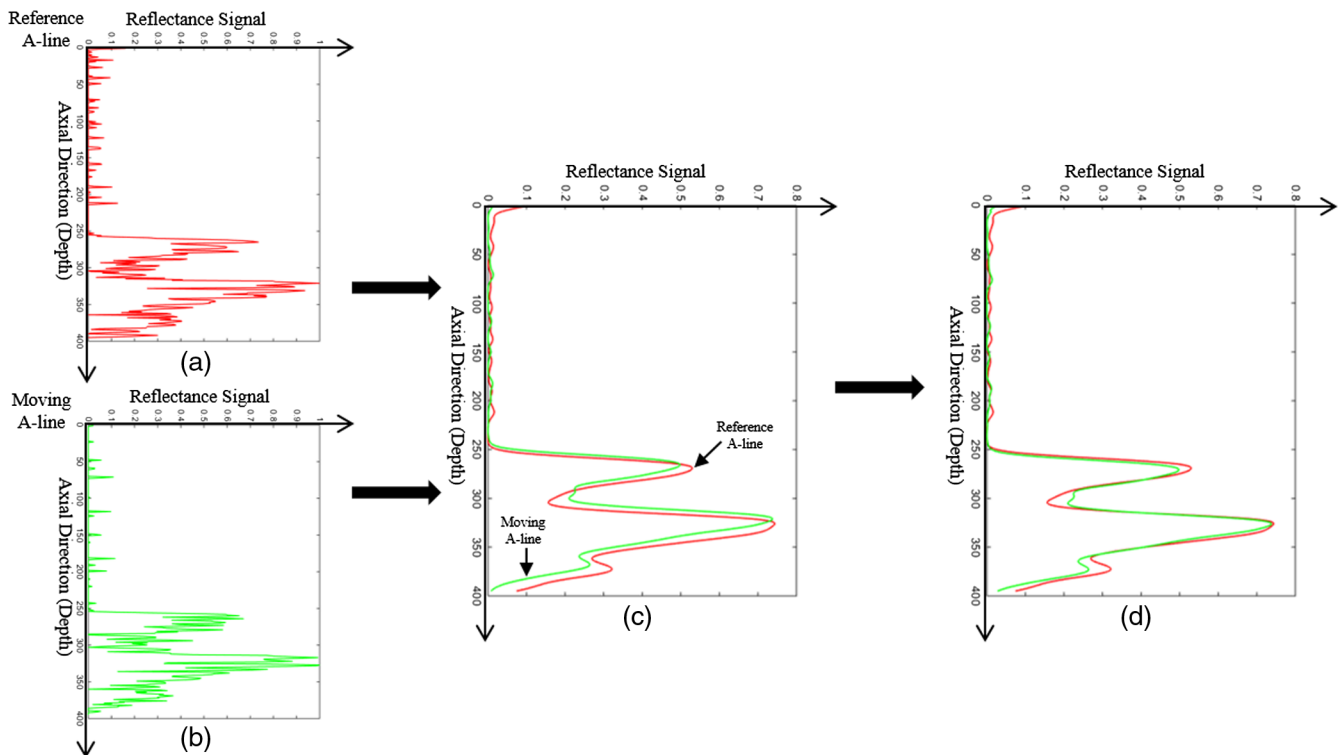 Reference
A-line
Reflectance Signal
0 0.1 0.2 0.3 0.4 0.5 0.6 0.7 0.8 0.9 1
0 50 100 150 200 250 300 350 400
Axial Direction (Depth)
(a)
Moving
A-line
Reflectance Signal
0 0.1 0.2 0.3 0.4 0.5 0.6 0.7 0.8 0.9 1
0 50 100 150 200 250 300 350 400
Axial Direction (Depth)
(b)
Reflectance Signal
0 0.1 0.2 0.3 0.4 0.5 0.6 0.7 0.8
0 50 100 150 200 250 300 350 400
Axial Direction (Depth)
Reference
A-line
Moving
A-line
(c)
Reflectance Signal
0 0.1 0.2 0.3 0.4 0.5 0.6 0.7 0.8
0 50 100 150 200 250 300 350 400
Axial Direction (Depth)
(d)